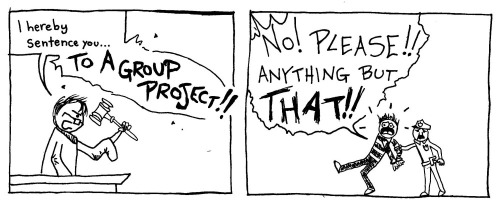 I hereby
sentence you...
TO A GROUP
PROJECT!!
NO! PLEASE!!
ANYTHING BUT
THAT!!